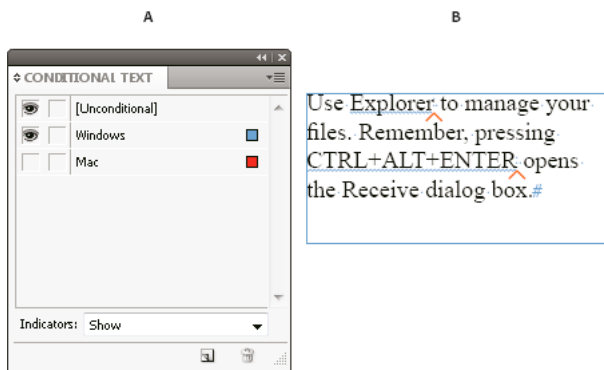 A
B
CONDITIONAL TEXT
[Unconditional]
Windows
Mac
Indicators: Show
Use Explorer to manage your
files. Remember, pressing
CTRL+ALT+ENTER opens
the Receive dialog box.#